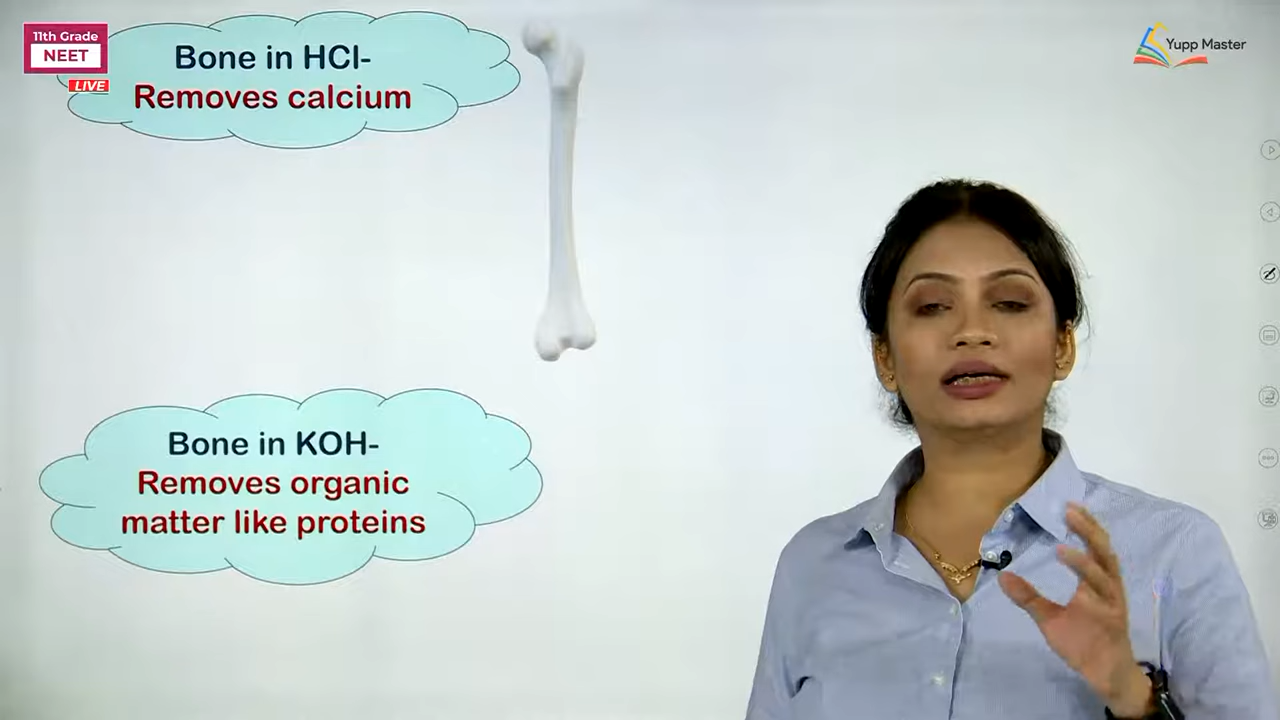 11th Grade
NEET
LIVE
Bone in HCl-
Removes calcium
Yupp Master
Bone in KOH-
Removes organic
matter like proteins